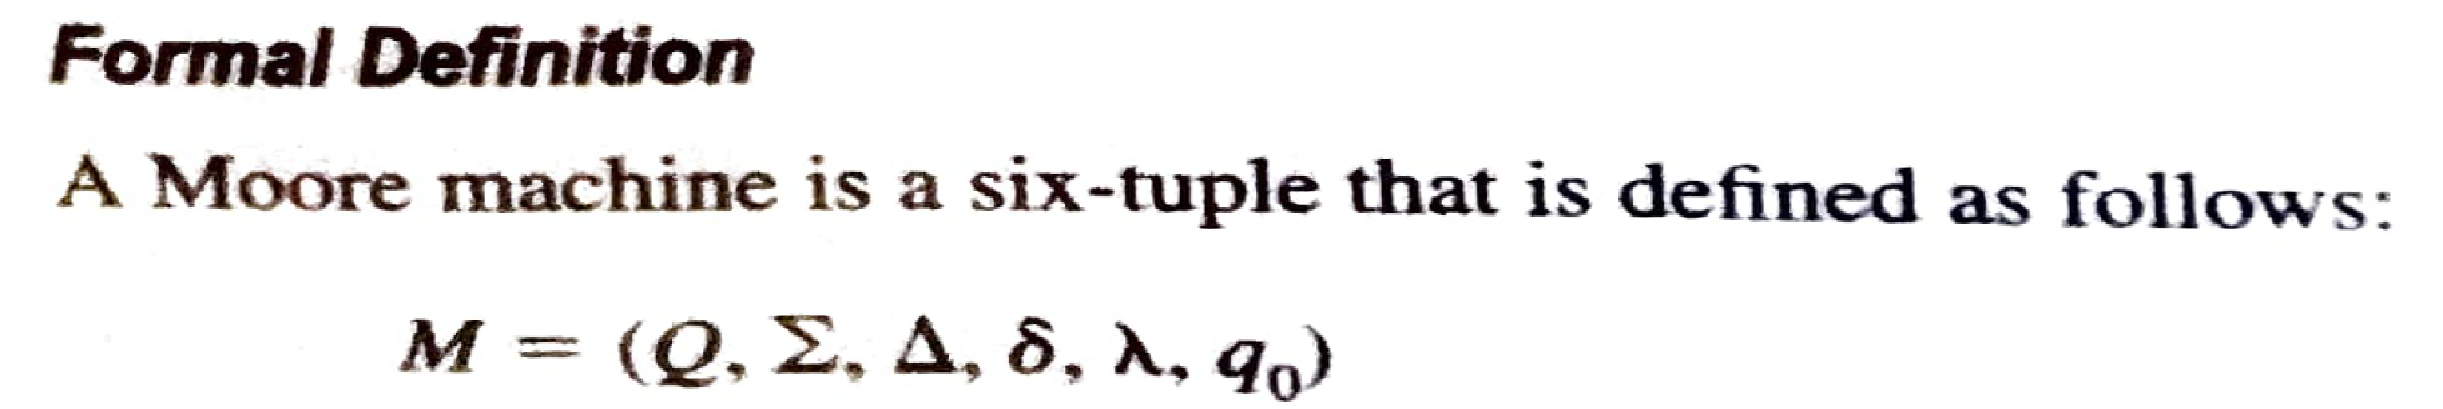 Formal Definition
A Moore machine is a six-tuple that is defined as follows:
M = (Q, Σ, Δ, δ, λ, q₀)